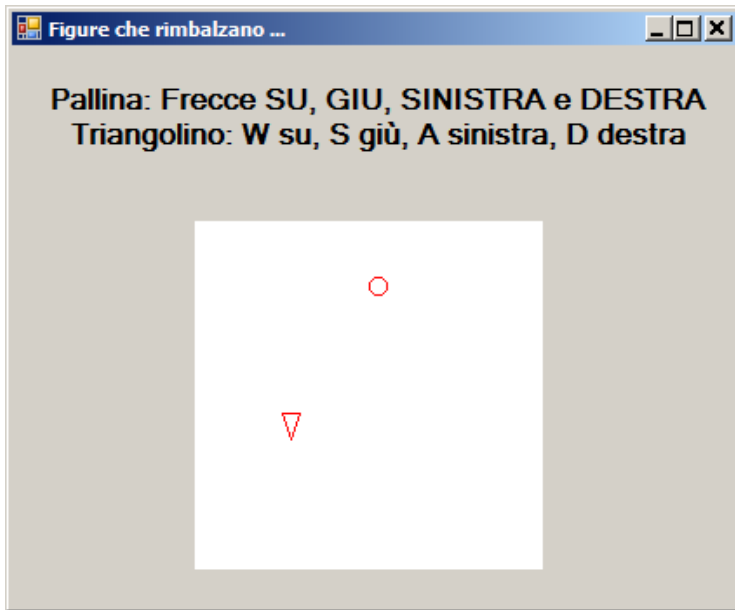 Figure che rimbalzano ...
Pallina: Frecce SU, GIU, SINISTRA e DESTRA
Triangolino: W su, S giù, A sinistra, D destra